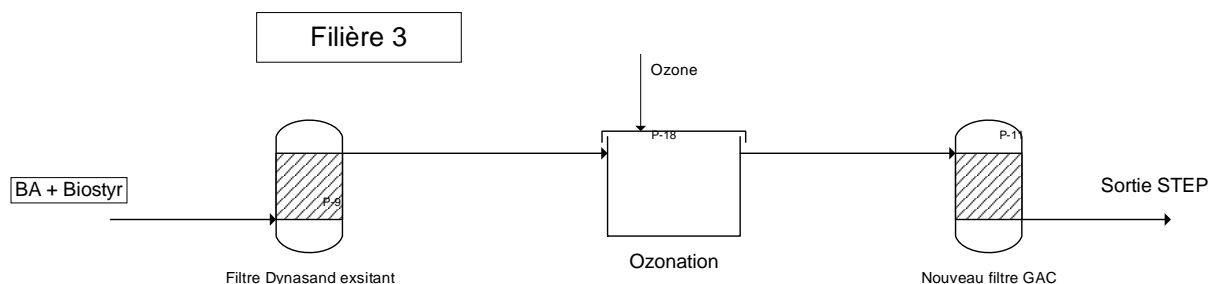 Filière 3
Ozone
P-18
P-11
BA + Biostyr
P-9
Sortie STEP
Ozonation
Filtre Dynasand exsitant
Nouveau filtre GAC